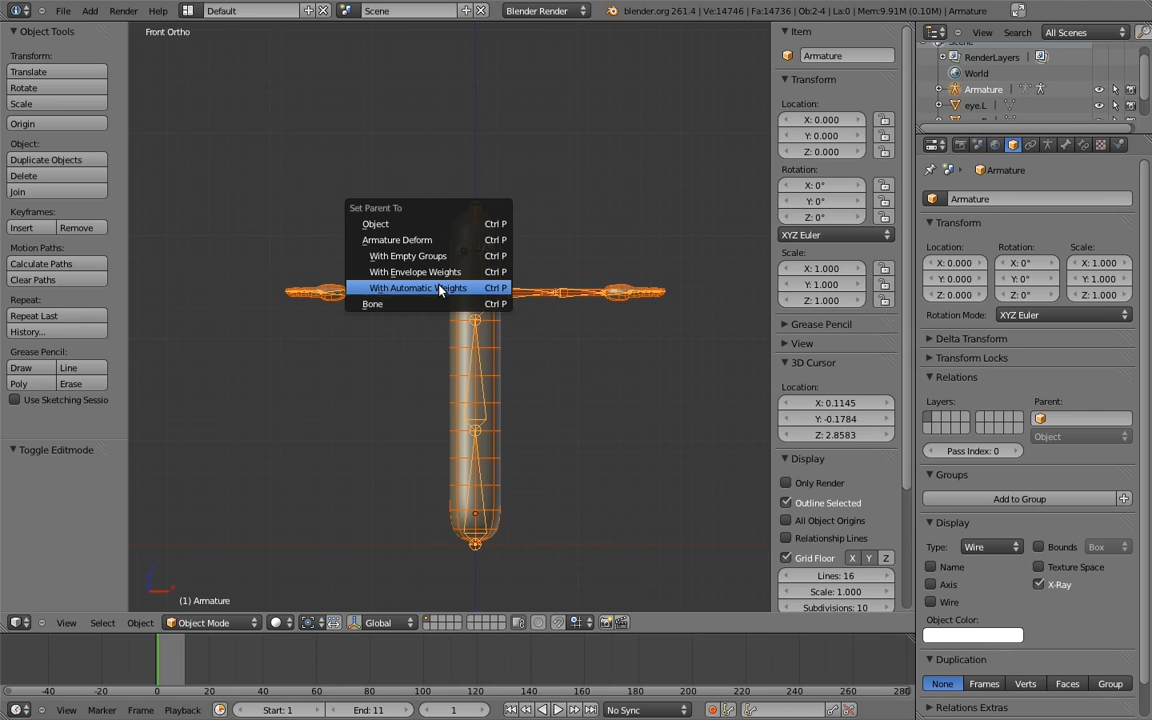 File Add Render Help Default Scene Blender Render blender.org 261.4 | Ve:14746 | Fa:14736 | Ob:2-4 | La:0 | Mem:9.91M (0.10M) | Armature
Object Tools
Transform:
Translate
Rotate
Scale
Origin
Object:
Duplicate Objects
Delete
Join
Keyframes:
Insert Remove
Motion Paths:
Calculate Paths
Clear Paths
Repeat:
Repeat Last
History...
Grease Pencil:
Draw Line
Poly Erase
Use Sketching Sessio
Toggle Editmode
Front Ortho
Set Parent To
Object Ctrl P
Armature Deform Ctrl P
With Empty Groups Ctrl P
With Envelope Weights Ctrl P
With Automatic Weights Ctrl P
Bone Ctrl P
(1) Armature
View Select Object Object Mode Global
Item
Armature
Transform
Location:
X: 0.000
Y: 0.000
Z: 0.000
Rotation:
X: 0°
Y: 0°
Z: 0°
XYZ Euler
Scale:
X: 1.000
Y: 1.000
Z: 1.000
Grease Pencil
View
3D Cursor
Location:
X: 0.1145
Y: -0.1784
Z: 2.8583
Display
Only Render
Outline Selected
All Object Origins
Relationship Lines
Grid Floor X Y Z
Lines: 16
Scale: 1.000
Subdivisions: 10
View Search All Scenes
RenderLayers
World
Armature
eye.L
Armature
Armature
Transform
Location: Rotation: Scale:
X: 0.000 X: 0° X: 1.000
Y: 0.000 Y: 0° Y: 1.000
Z: 0.000 Z: 0° Z: 1.000
Rotation Mode: XYZ Euler
Delta Transform
Transform Locks
Relations
Layers: Parent:
Object
Pass Index: 0
Groups
Add to Group
Display
Type: Wire Bounds Box
Name Texture Space
Axis X-Ray
Wire
Object Color:
Duplication
None Frames Verts Faces Group
Relations Extras
-40 -20 0 20 40 60 80 100 120 140 160 180 200 220 240 260 280
View Marker Frame Playback Start: 1 End: 11 1 No Sync